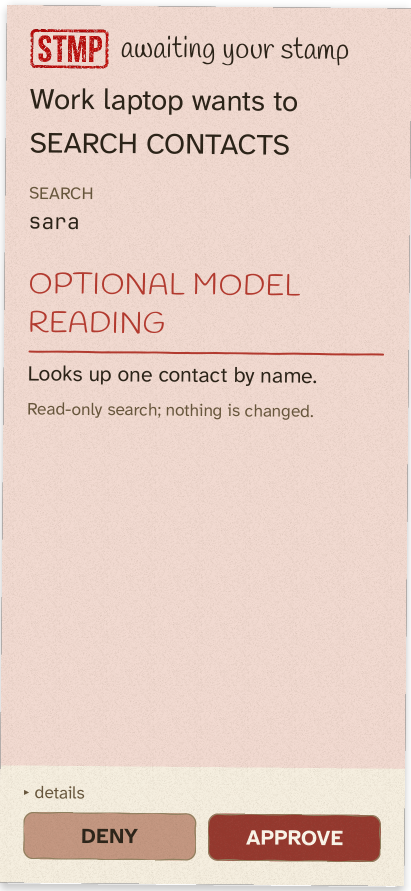 STMP awaiting your stamp
Work laptop wants to
SEARCH CONTACTS
SEARCH
sara
OPTIONAL MODEL
READING
Looks up one contact by name.
Read-only search; nothing is changed.
▸ details
DENY APPROVE